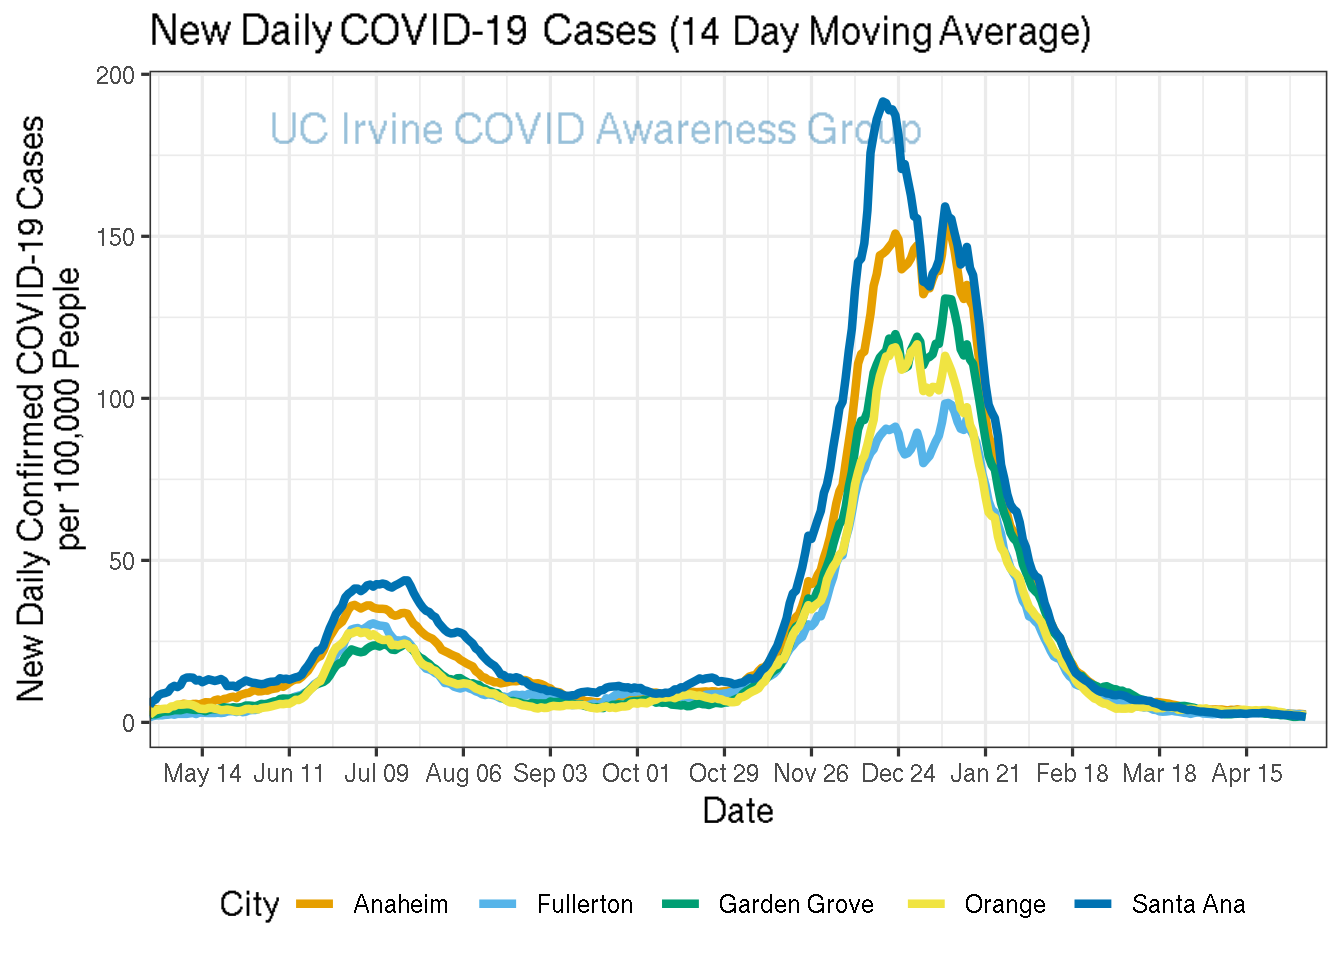 New Daily COVID-19 Cases (14 Day Moving Average)
UC Irvine COVID Awareness Group
New Daily Confirmed COVID-19 Cases
per 100,000 People
200
150
100
50
0
May 14 Jun 11 Jul 09 Aug 06 Sep 03 Oct 01 Oct 29 Nov 26 Dec 24 Jan 21 Feb 18 Mar 18 Apr 15
Date
City Anaheim Fullerton Garden Grove Orange Santa Ana